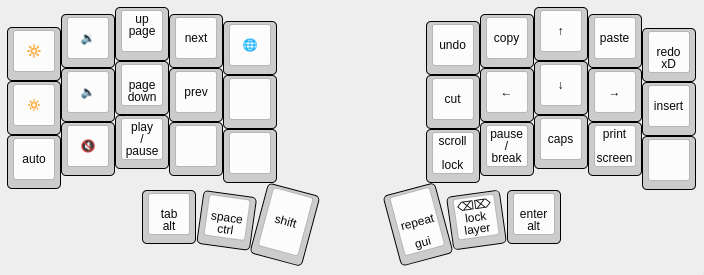 up
page
next
undo
copy
↑
paste
redo
xD
page
down
prev
cut
←
↓
→
insert
auto
play
/
pause
scroll
lock
pause
/
break
caps
print
screen
tab
alt
space
ctrl
shift
repeat
gui
⌫⌦
lock
layer
enter
alt